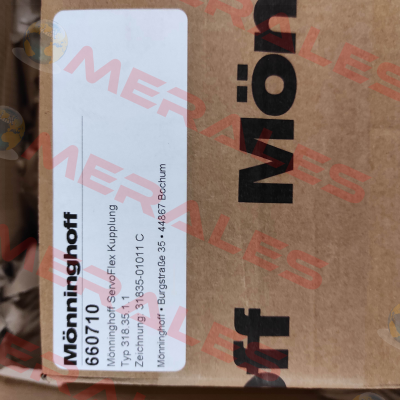 Mönninghoff
660710
Mönninghoff ServoFlex Kupplung
Typ 318.35.1.1
Zeichnung: 31835-01011 C
Mönninghoff • Burgstraße 35 • 44867 Bochum
Mön
off
MERALES
MERALES
MERALES